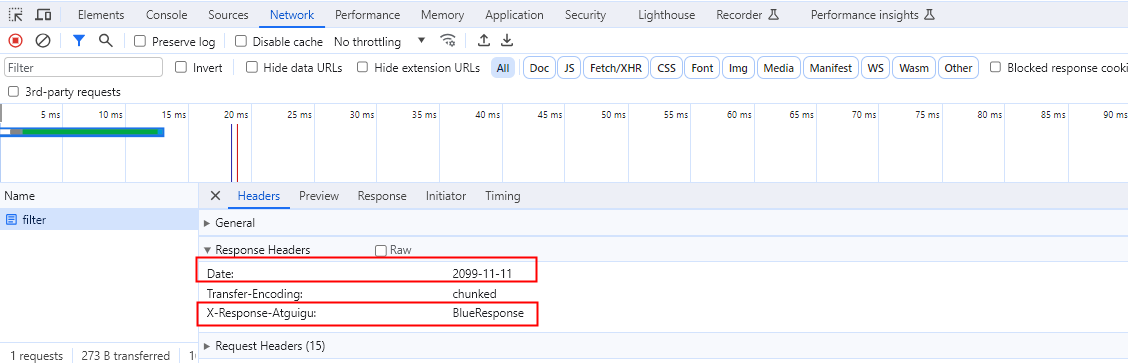 Elements Console Sources Network Performance Memory Application Security Lighthouse Recorder Performance insights
Preserve log Disable cache No throttling
Filter Invert Hide data URLs Hide extension URLs All Doc JS Fetch/XHR CSS Font Img Media Manifest WS Wasm Other Blocked response cooki
3rd-party requests
5 ms 10 ms 15 ms 20 ms 25 ms 30 ms 35 ms 40 ms 45 ms 50 ms 55 ms 60 ms 65 ms 70 ms 75 ms 80 ms 85 ms 90 ms
Name Headers Preview Response Initiator Timing
filter General
Response Headers Raw
Date: 2099-11-11
Transfer-Encoding: chunked
X-Response-Atguigu: BlueResponse
Request Headers (15)
1 requests 273 B transferred